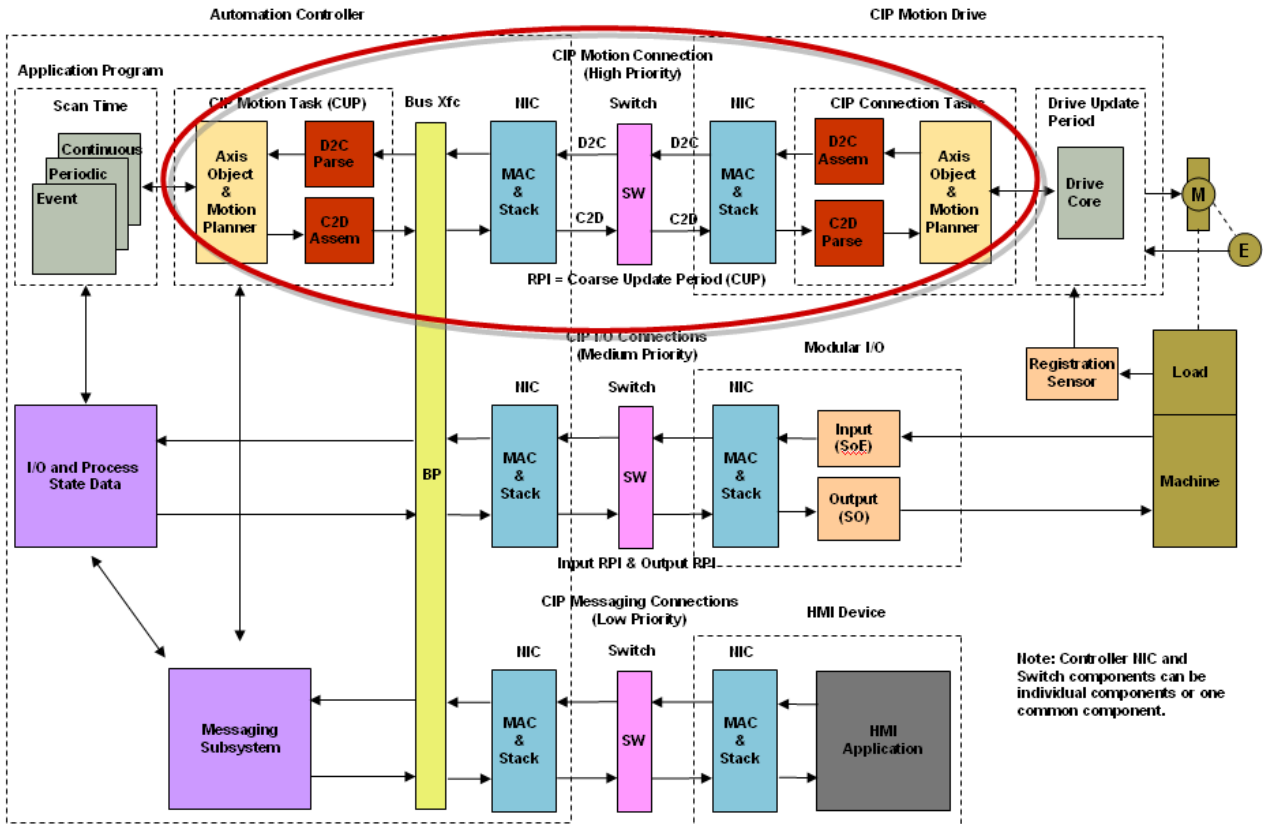 Automation Controller
CIP Motion Drive
CIP Motion Connection
(High Priority)
Application Program
Scan Time
CIP Motion Task (CUP)
Bus Xfc
NIC
Switch
NIC
CIP Connection Tasks
Drive Update
Period
Continuous
Periodic
Event
Axis
Object
&
Motion
Planner
D2C
Parse
C2D
Assem
MAC
&
Stack
D2C
C2D
SW
D2C
C2D
MAC
&
Stack
D2C
Assem
C2D
Parse
Axis
Object
&
Motion
Planner
Drive
Core
M
E
RPI = Coarse Update Period (CUP)
CIP I/O Connections
(Medium Priority)
Modular I/O
Registration
Sensor
Load
NIC
Switch
NIC
I/O and Process
State Data
BP
MAC
&
Stack
SW
MAC
&
Stack
Input
(SoE)
Output
(SO)
Machine
Input RPI & Output RPI
CIP Messaging Connections
(Low Priority)
HMI Device
NIC
Switch
NIC
Messaging
Subsystem
MAC
&
Stack
SW
MAC
&
Stack
HMI
Application
Note: Controller NIC and
Switch components can be
individual components or one
common component.